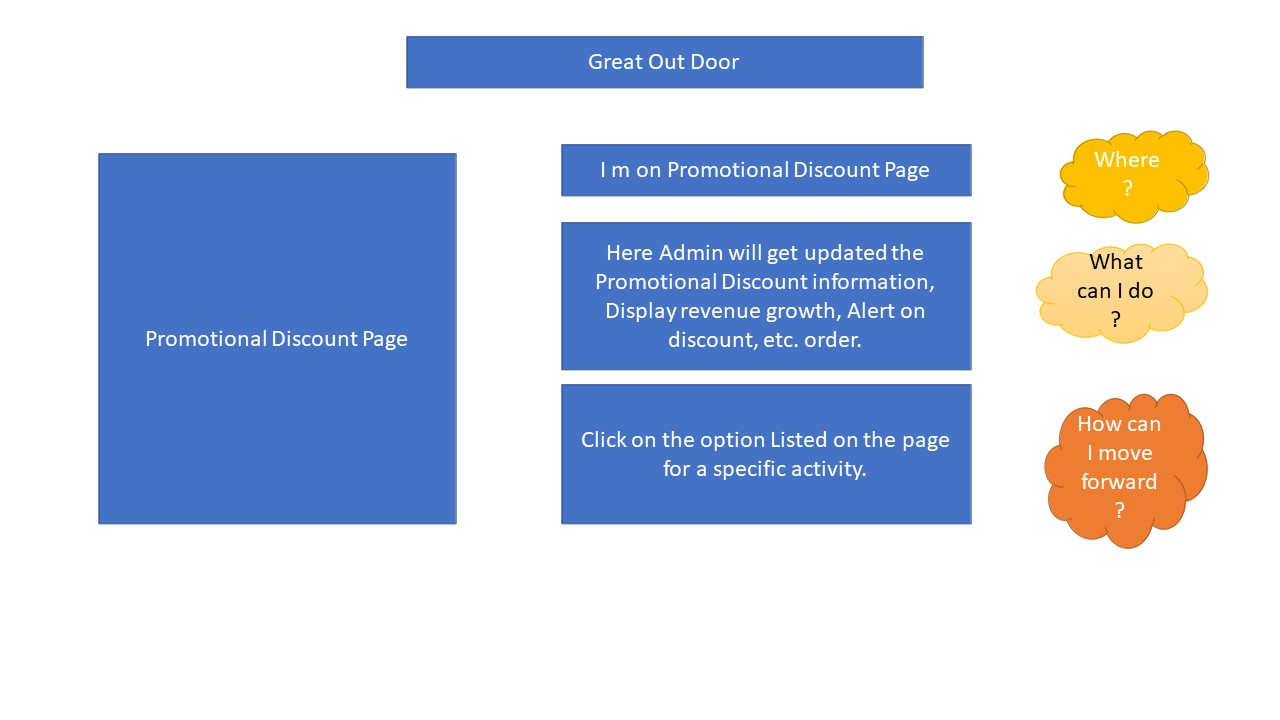 Great Out Door
Promotional Discount Page
I m on Promotional Discount Page
Where
?
Here Admin will get updated the
Promotional Discount information,
Display revenue growth, Alert on
discount, etc. order.
What
can I do
?
Click on the option Listed on the page
for a specific activity.
How can
I move
forward
?